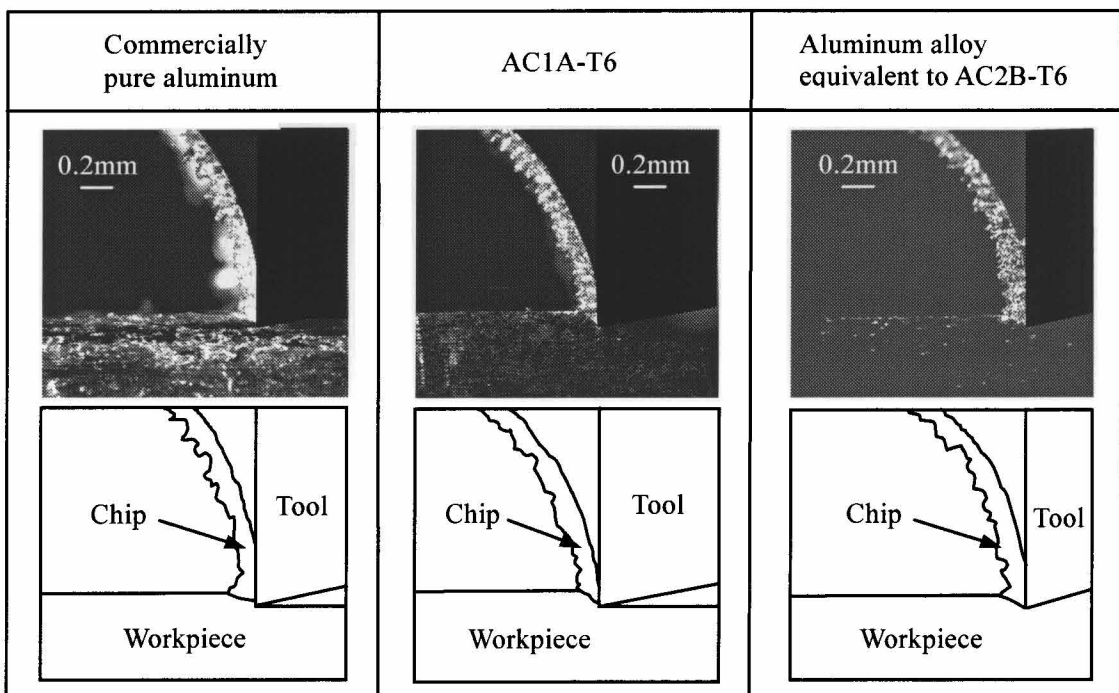 Commercially
pure aluminum
AC1A-T6
Aluminum alloy
equivalent to AC2B-T6
0.2mm
0.2mm
0.2mm
Chip
Tool
Workpiece
Chip
Tool
Workpiece
Chip
Tool
Workpiece